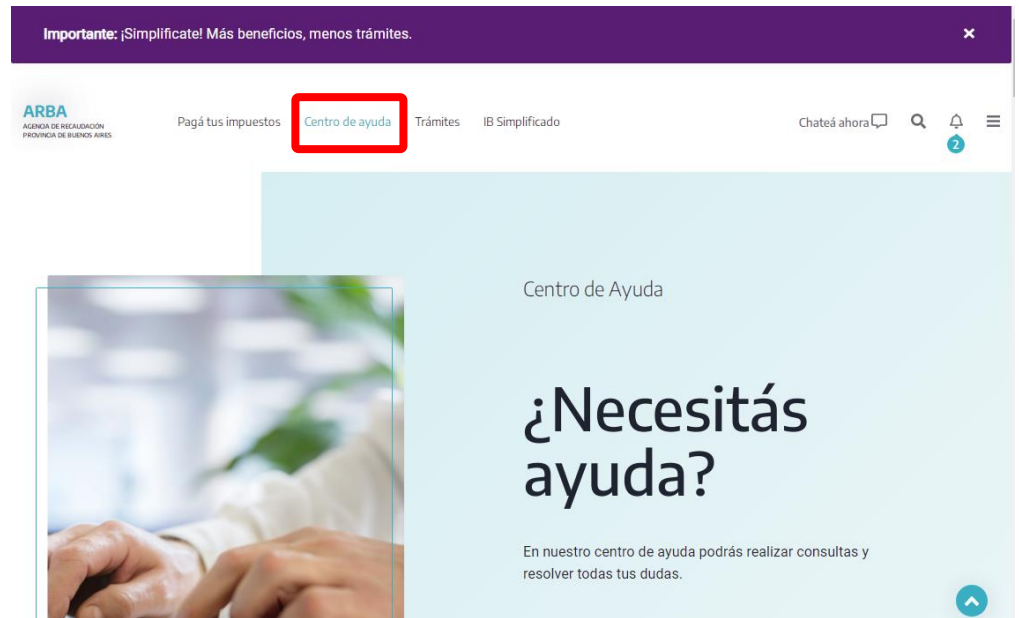 Importante: ¡Simplificate! Más beneficios, menos trámites.
ARBA
AGENCIA DE RECAUDACIÓN
PROVINCIA DE BUENOS AIRES
Pagá tus impuestos
Centro de ayuda
Trámites
IB Simplificado
Chateá ahora
2
Centro de Ayuda
¿Necesitás
ayuda?
En nuestro centro de ayuda podrás realizar consultas y
resolver todas tus dudas.